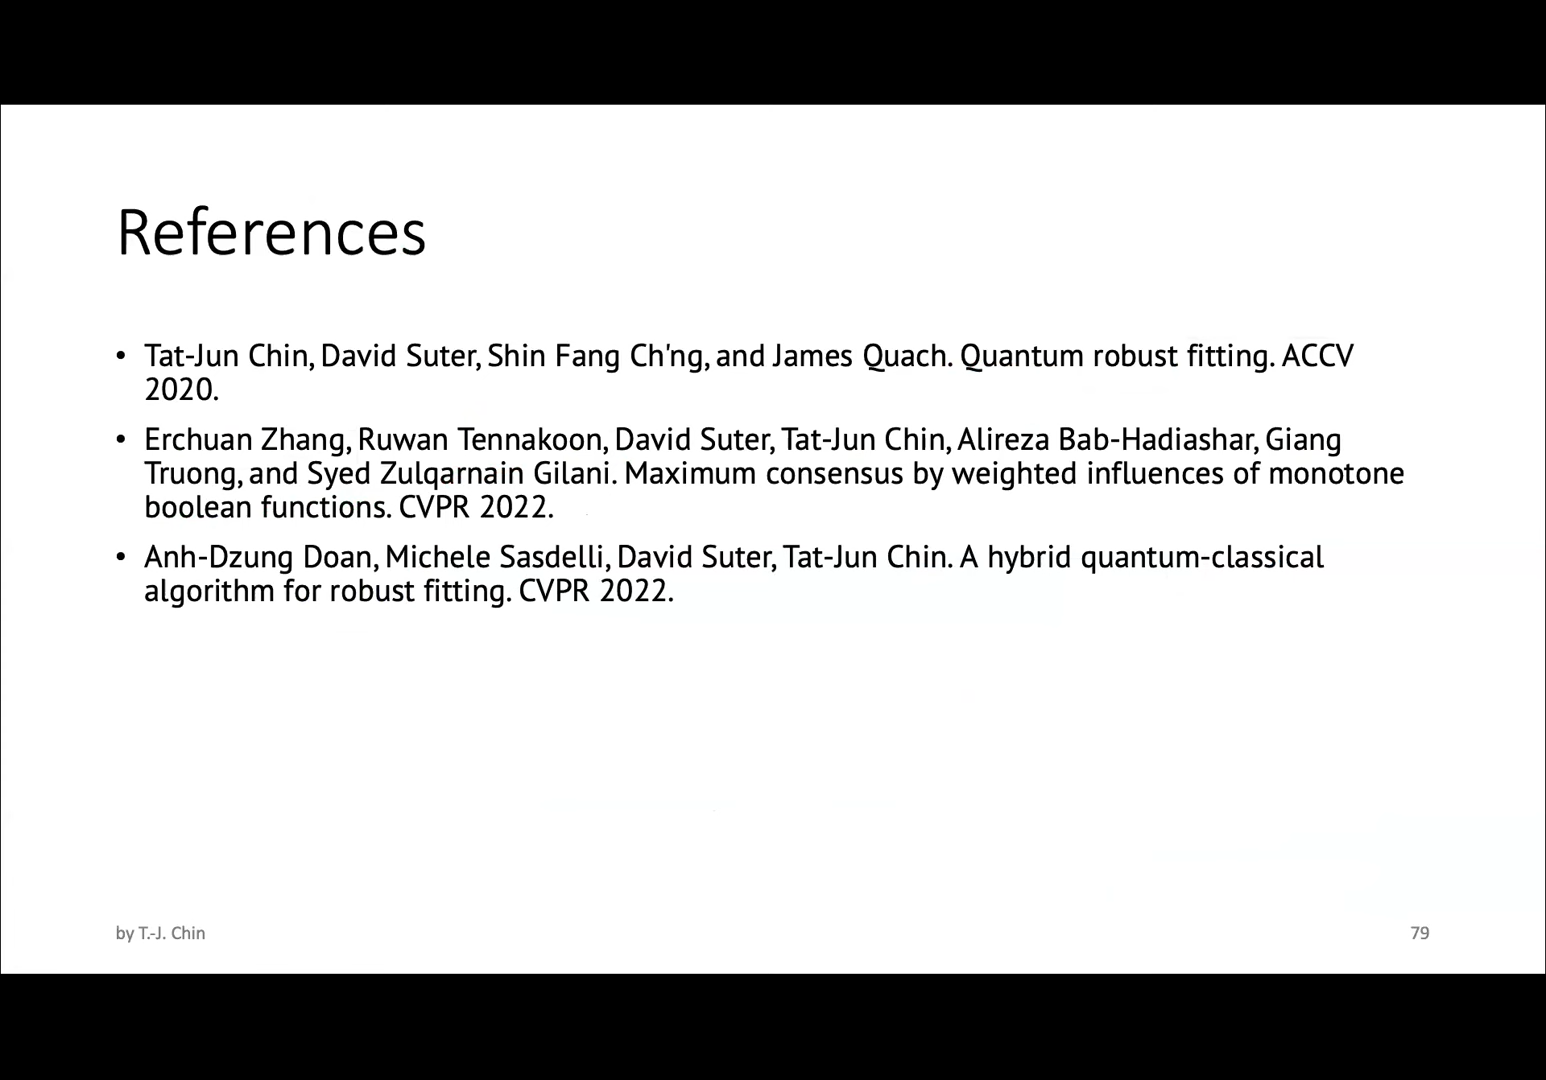 References
• Tat-Jun Chin, David Suter, Shin Fang Ch'ng, and James Quach. Quantum robust fitting. ACCV
2020.
• Erchuan Zhang, Ruwan Tennakoon, David Suter, Tat-Jun Chin, Alireza Bab-Hadiashar, Giang
Truong, and Syed Zulqarnain Gilani. Maximum consensus by weighted influences of monotone
boolean functions. CVPR 2022.
• Anh-Dzung Doan, Michele Sasdelli, David Suter, Tat-Jun Chin. A hybrid quantum-classical
algorithm for robust fitting. CVPR 2022.
by T.-J. Chin
79